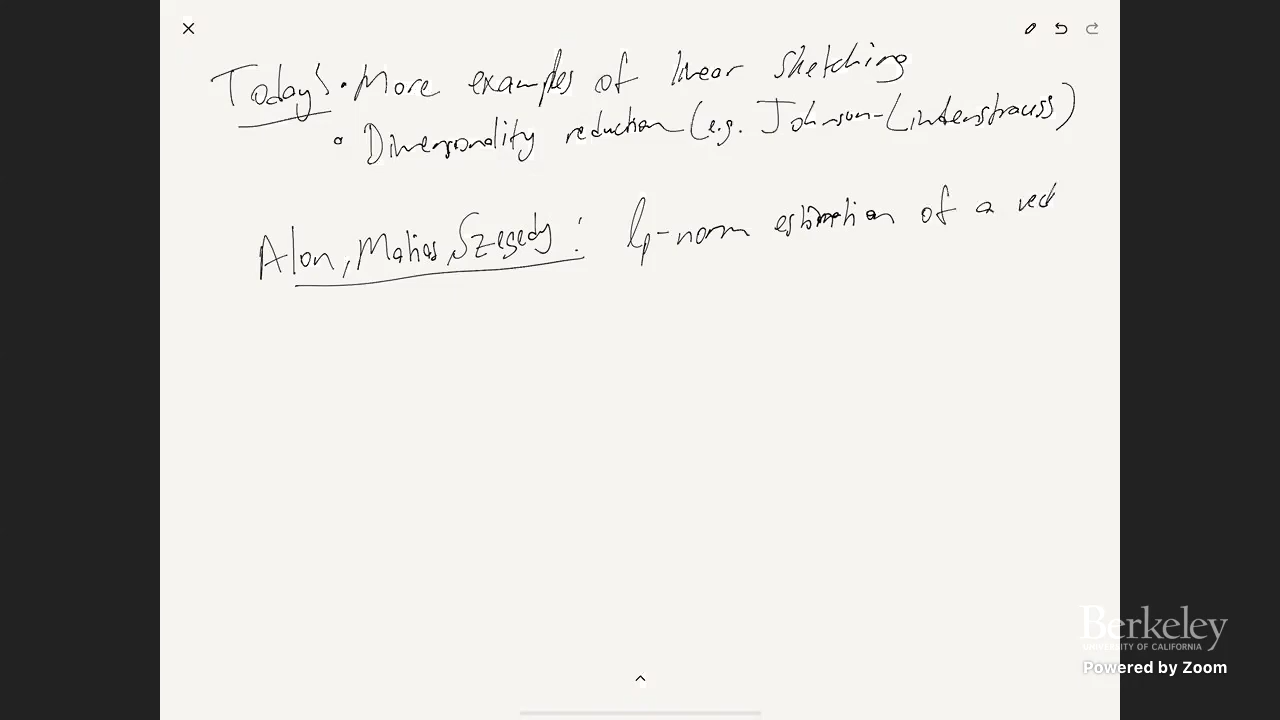 Today: • More examples of linear sketching
• Dimensionality reduction (e.g. Johnson-Lindenstrauss)
Alon, Matias, Szegedy: lp-norm estimation of a vect
Berkeley
UNIVERSITY OF CALIFORNIA
Powered by Zoom